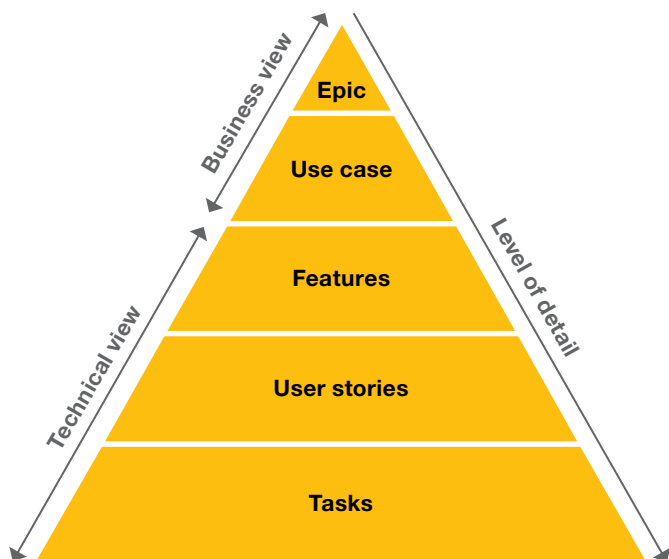 Business view
Epic
Use case
Technical view
Level of detail
Features
User stories
Tasks